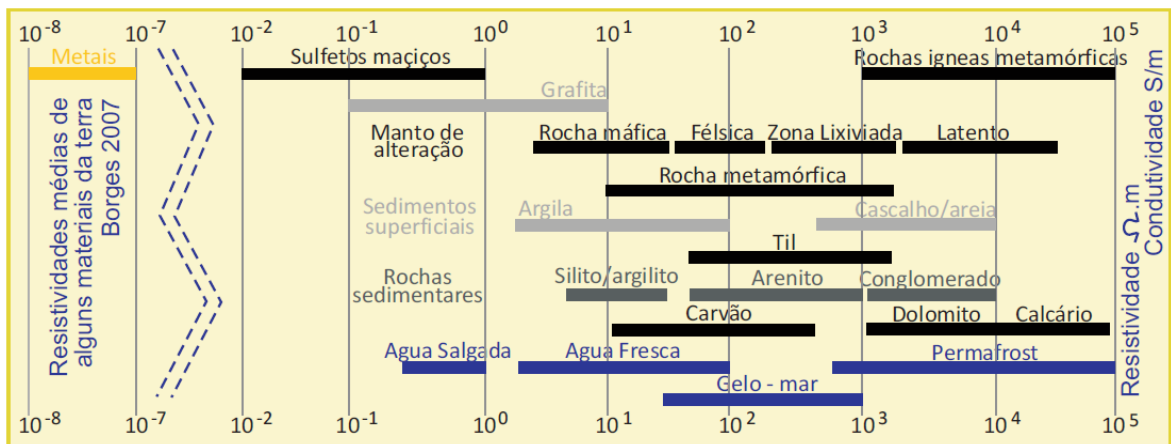 10-8 10-7 10-2 10-1 100 101 102 103 104 105
Metais Sulfetos maçiços Rochas igneas metamórficas
Grafita
Manto de
alteração
Rocha máfica Félsica Zona Lixiviada Latento
Rocha metamórfica
Sedimentos
superficiais
Argila Cascalho/areia
Til
Rochas
sedimentares
Silito/argilito Arenito Conglomerado
Carvão Dolomito Calcário
Agua Salgada Agua Fresca Permafrost
Gelo - mar
10-8 10-7 10-2 10-1 100 101 102 103 104 105
Resistividades médias de
alguns materiais da terra
Borges 2007
Resistividade Ω.m
Condutividade S/m